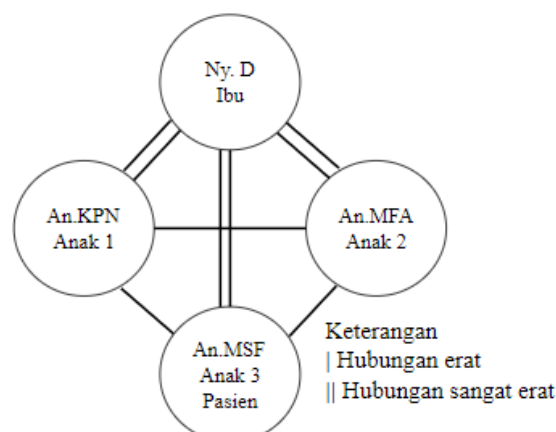 Ny. D
Ibu
An.KPN
Anak 1
An.MFA
Anak 2
An.MSF
Anak 3
Pasien
Keterangan
| Hubungan erat
|| Hubungan sangat erat